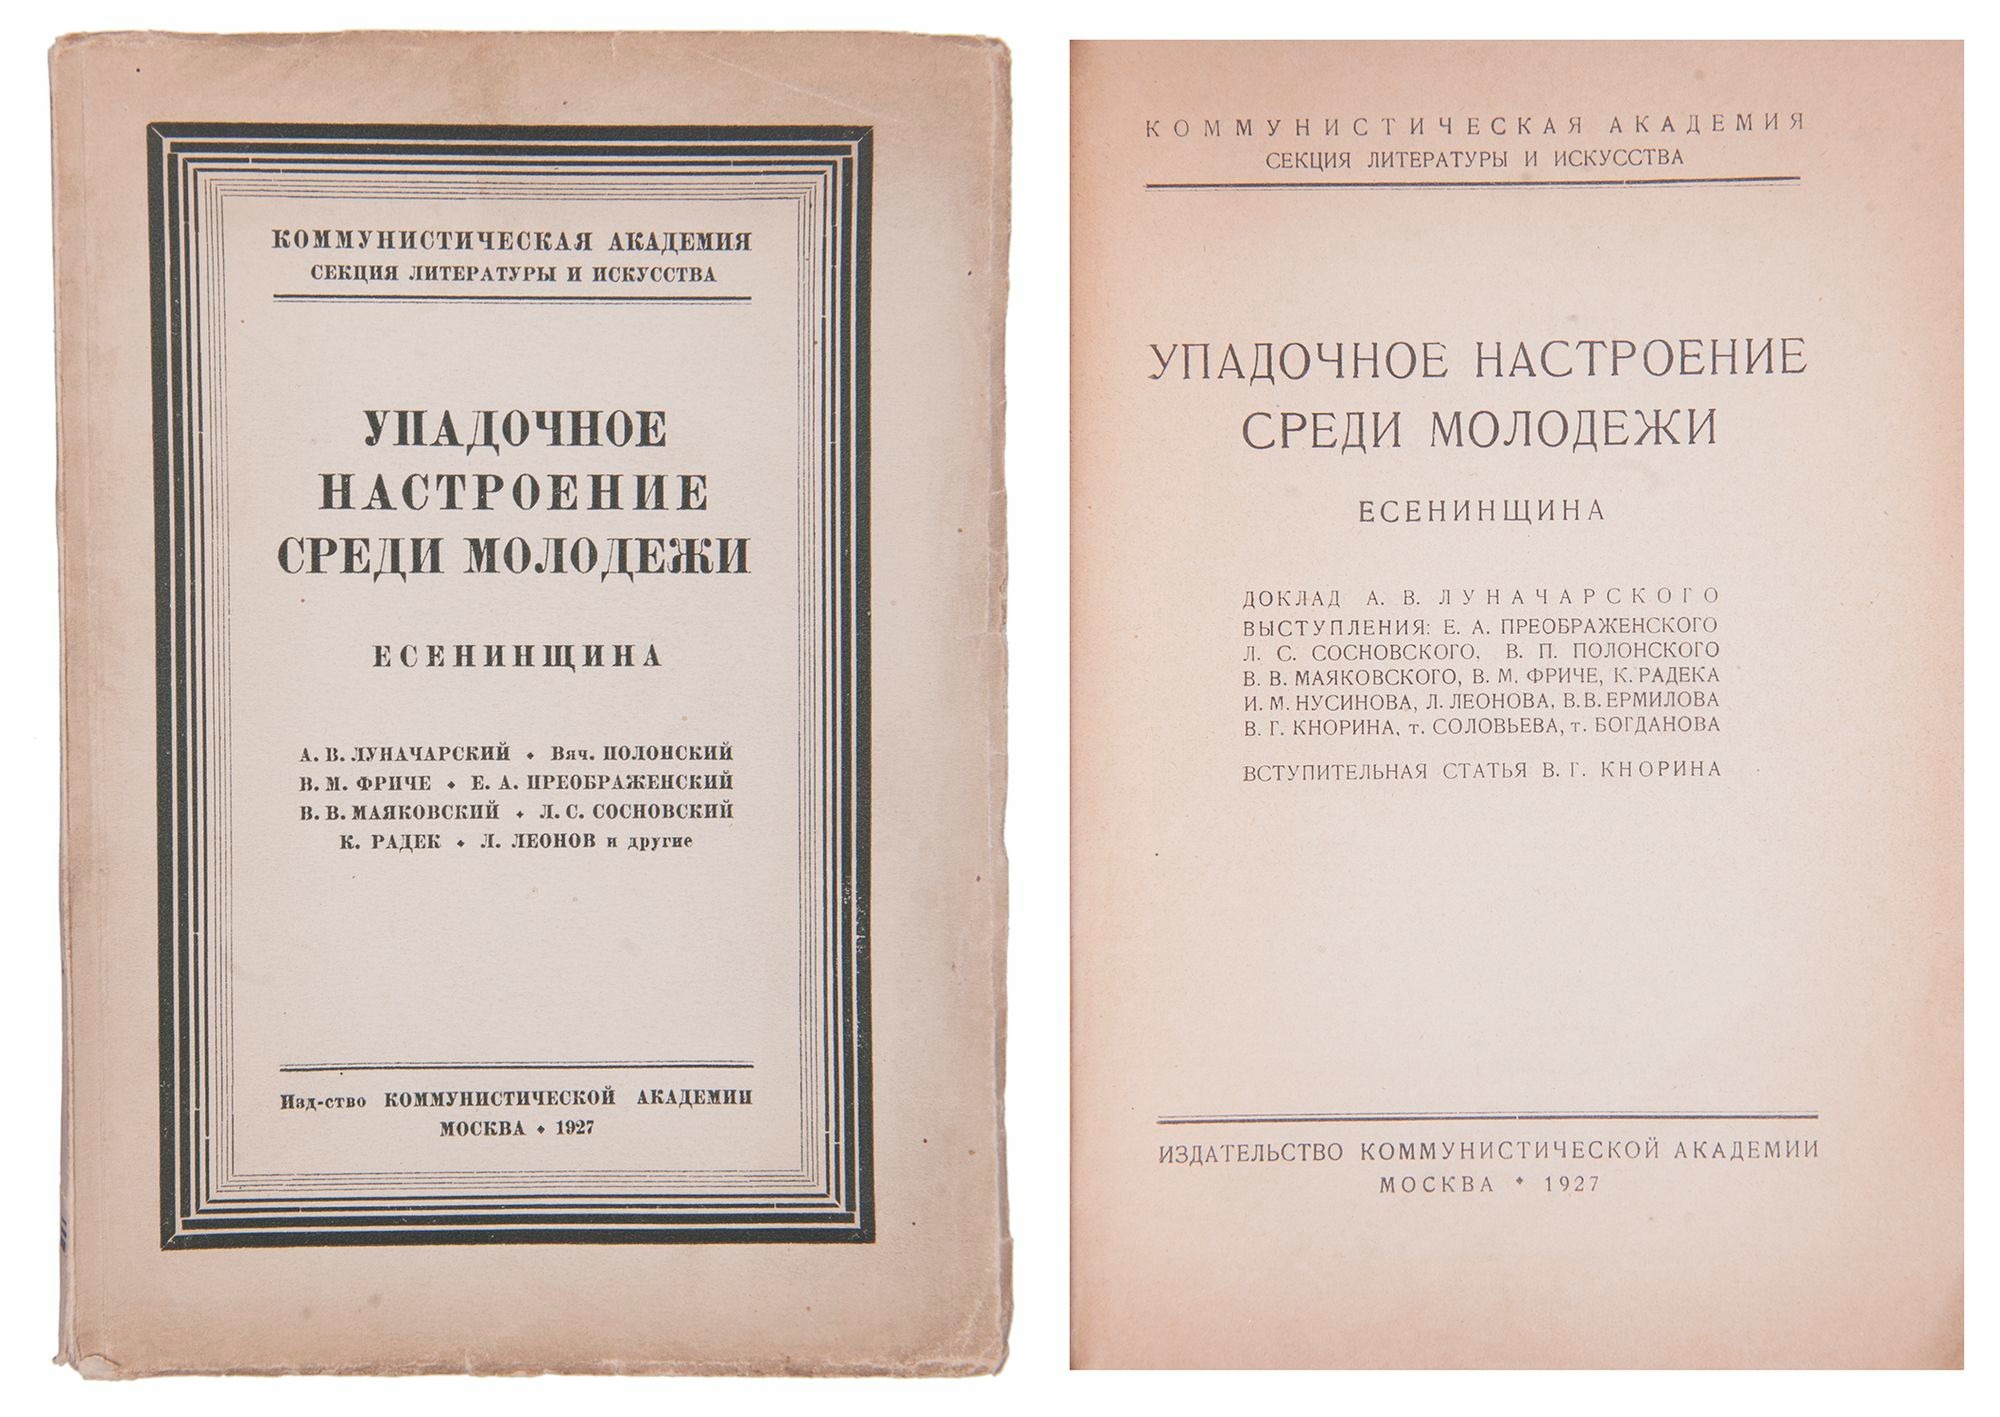 КОММУНИСТИЧЕСКАЯ АКАДЕМИЯ
СЕКЦИЯ ЛИТЕРАТУРЫ И ИСКУССТВА
УПАДОЧНОЕ
НАСТРОЕНИЕ
СРЕДИ МОЛОДЕЖИ
ЕСЕНИНЩИНА
А. В. ЛУНАЧАРСКИЙ ◆ Вяч. ПОЛОНСКИЙ
В. М. ФРИЧЕ ◆ Е. А. ПРЕОБРАЖЕНСКИЙ
В. В. МАЯКОВСКИЙ ◆ Л. С. СОСНОВСКИЙ
К. РАДЕК ◆ Л. ЛЕОНОВ и другие
Изд-ство КОММУНИСТИЧЕСКОЙ АКАДЕМИИ
МОСКВА ◆ 1927
КОММУНИСТИЧЕСКАЯ АКАДЕМИЯ
СЕКЦИЯ ЛИТЕРАТУРЫ И ИСКУССТВА
УПАДОЧНОЕ НАСТРОЕНИЕ
СРЕДИ МОЛОДЕЖИ
ЕСЕНИНЩИНА
ДОКЛАД А. В. ЛУНАЧАРСКОГО
ВЫСТУПЛЕНИЯ: Е. А. ПРЕОБРАЖЕНСКОГО
Л. С. СОСНОВСКОГО, В. П. ПОЛОНСКОГО
В. В. МАЯКОВСКОГО, В. М. ФРИЧЕ, К. РАДЕКА
И. М. НУСИНОВА, Л. ЛЕОНОВА, В. В. ЕРМИЛОВА
В. Г. КНОРИНА, т. СОЛОВЬЕВА, т. БОГДАНОВА
ВСТУПИТЕЛЬНАЯ СТАТЬЯ В. Г. КНОРИНА
ИЗДАТЕЛЬСТВО КОММУНИСТИЧЕСКОЙ АКАДЕМИИ
МОСКВА ◆ 1927